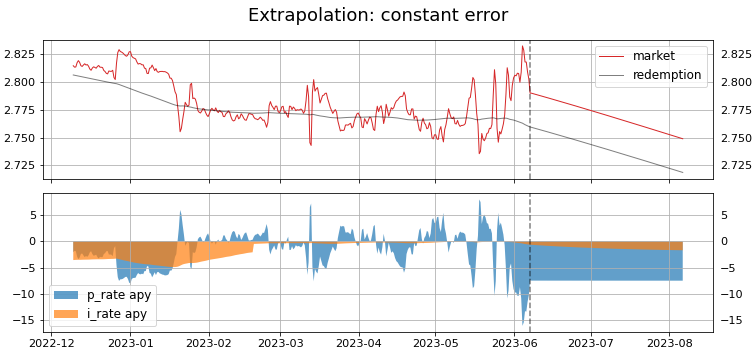 Extrapolation: constant error
2.825 2.825
2.800 2.800
2.775 2.775
2.750 2.750
2.725 2.725
market
redemption
5 5
0 0
−5 −5
−10 −10
−15 −15
p_rate apy
i_rate apy
2022-12 2023-01 2023-02 2023-03 2023-04 2023-05 2023-06 2023-07 2023-08